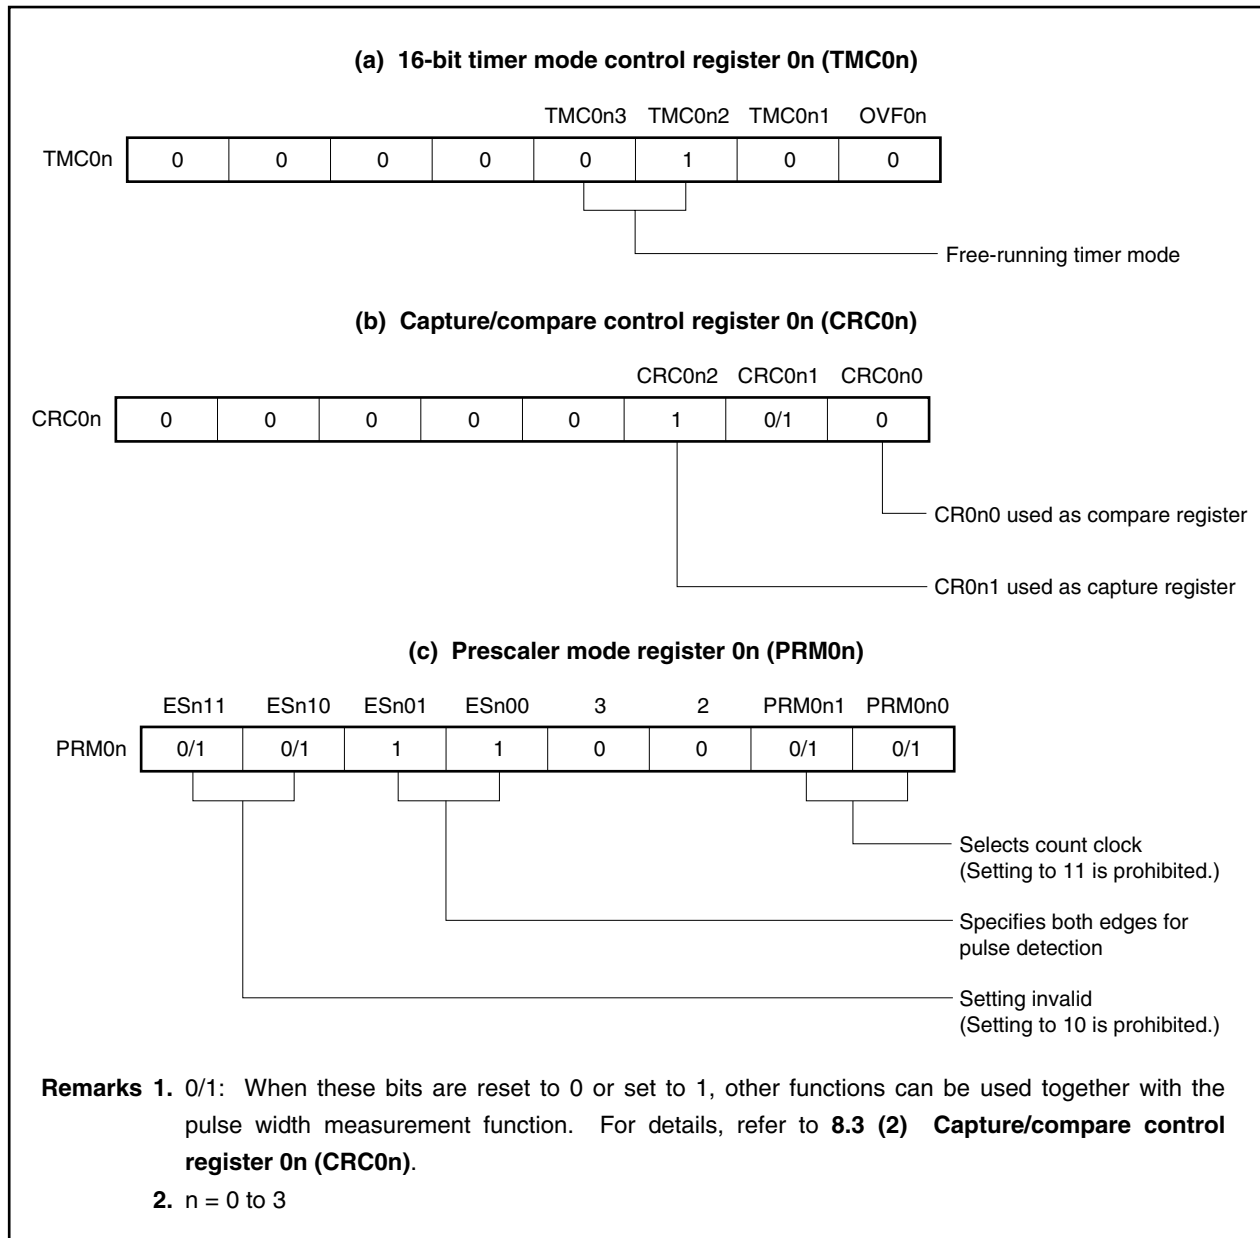 (a) 16-bit timer mode control register 0n (TMC0n)
TMC0n3 TMC0n2 TMC0n1 OVF0n
TMC0n 0 0 0 0 0 1 0 0
Free-running timer mode
(b) Capture/compare control register 0n (CRC0n)
CRC0n2 CRC0n1 CRC0n0
CRC0n 0 0 0 0 0 1 0/1 0
CR0n0 used as compare register
CR0n1 used as capture register
(c) Prescaler mode register 0n (PRM0n)
ESn11 ESn10 ESn01 ESn00 3 2 PRM0n1 PRM0n0
PRM0n 0/1 0/1 1 1 0 0 0/1 0/1
Selects count clock
(Setting to 11 is prohibited.)
Specifies both edges for
pulse detection
Setting invalid
(Setting to 10 is prohibited.)
Remarks 1. 0/1: When these bits are reset to 0 or set to 1, other functions can be used together with the
pulse width measurement function. For details, refer to 8.3 (2) Capture/compare control
register 0n (CRC0n).
2. n = 0 to 3